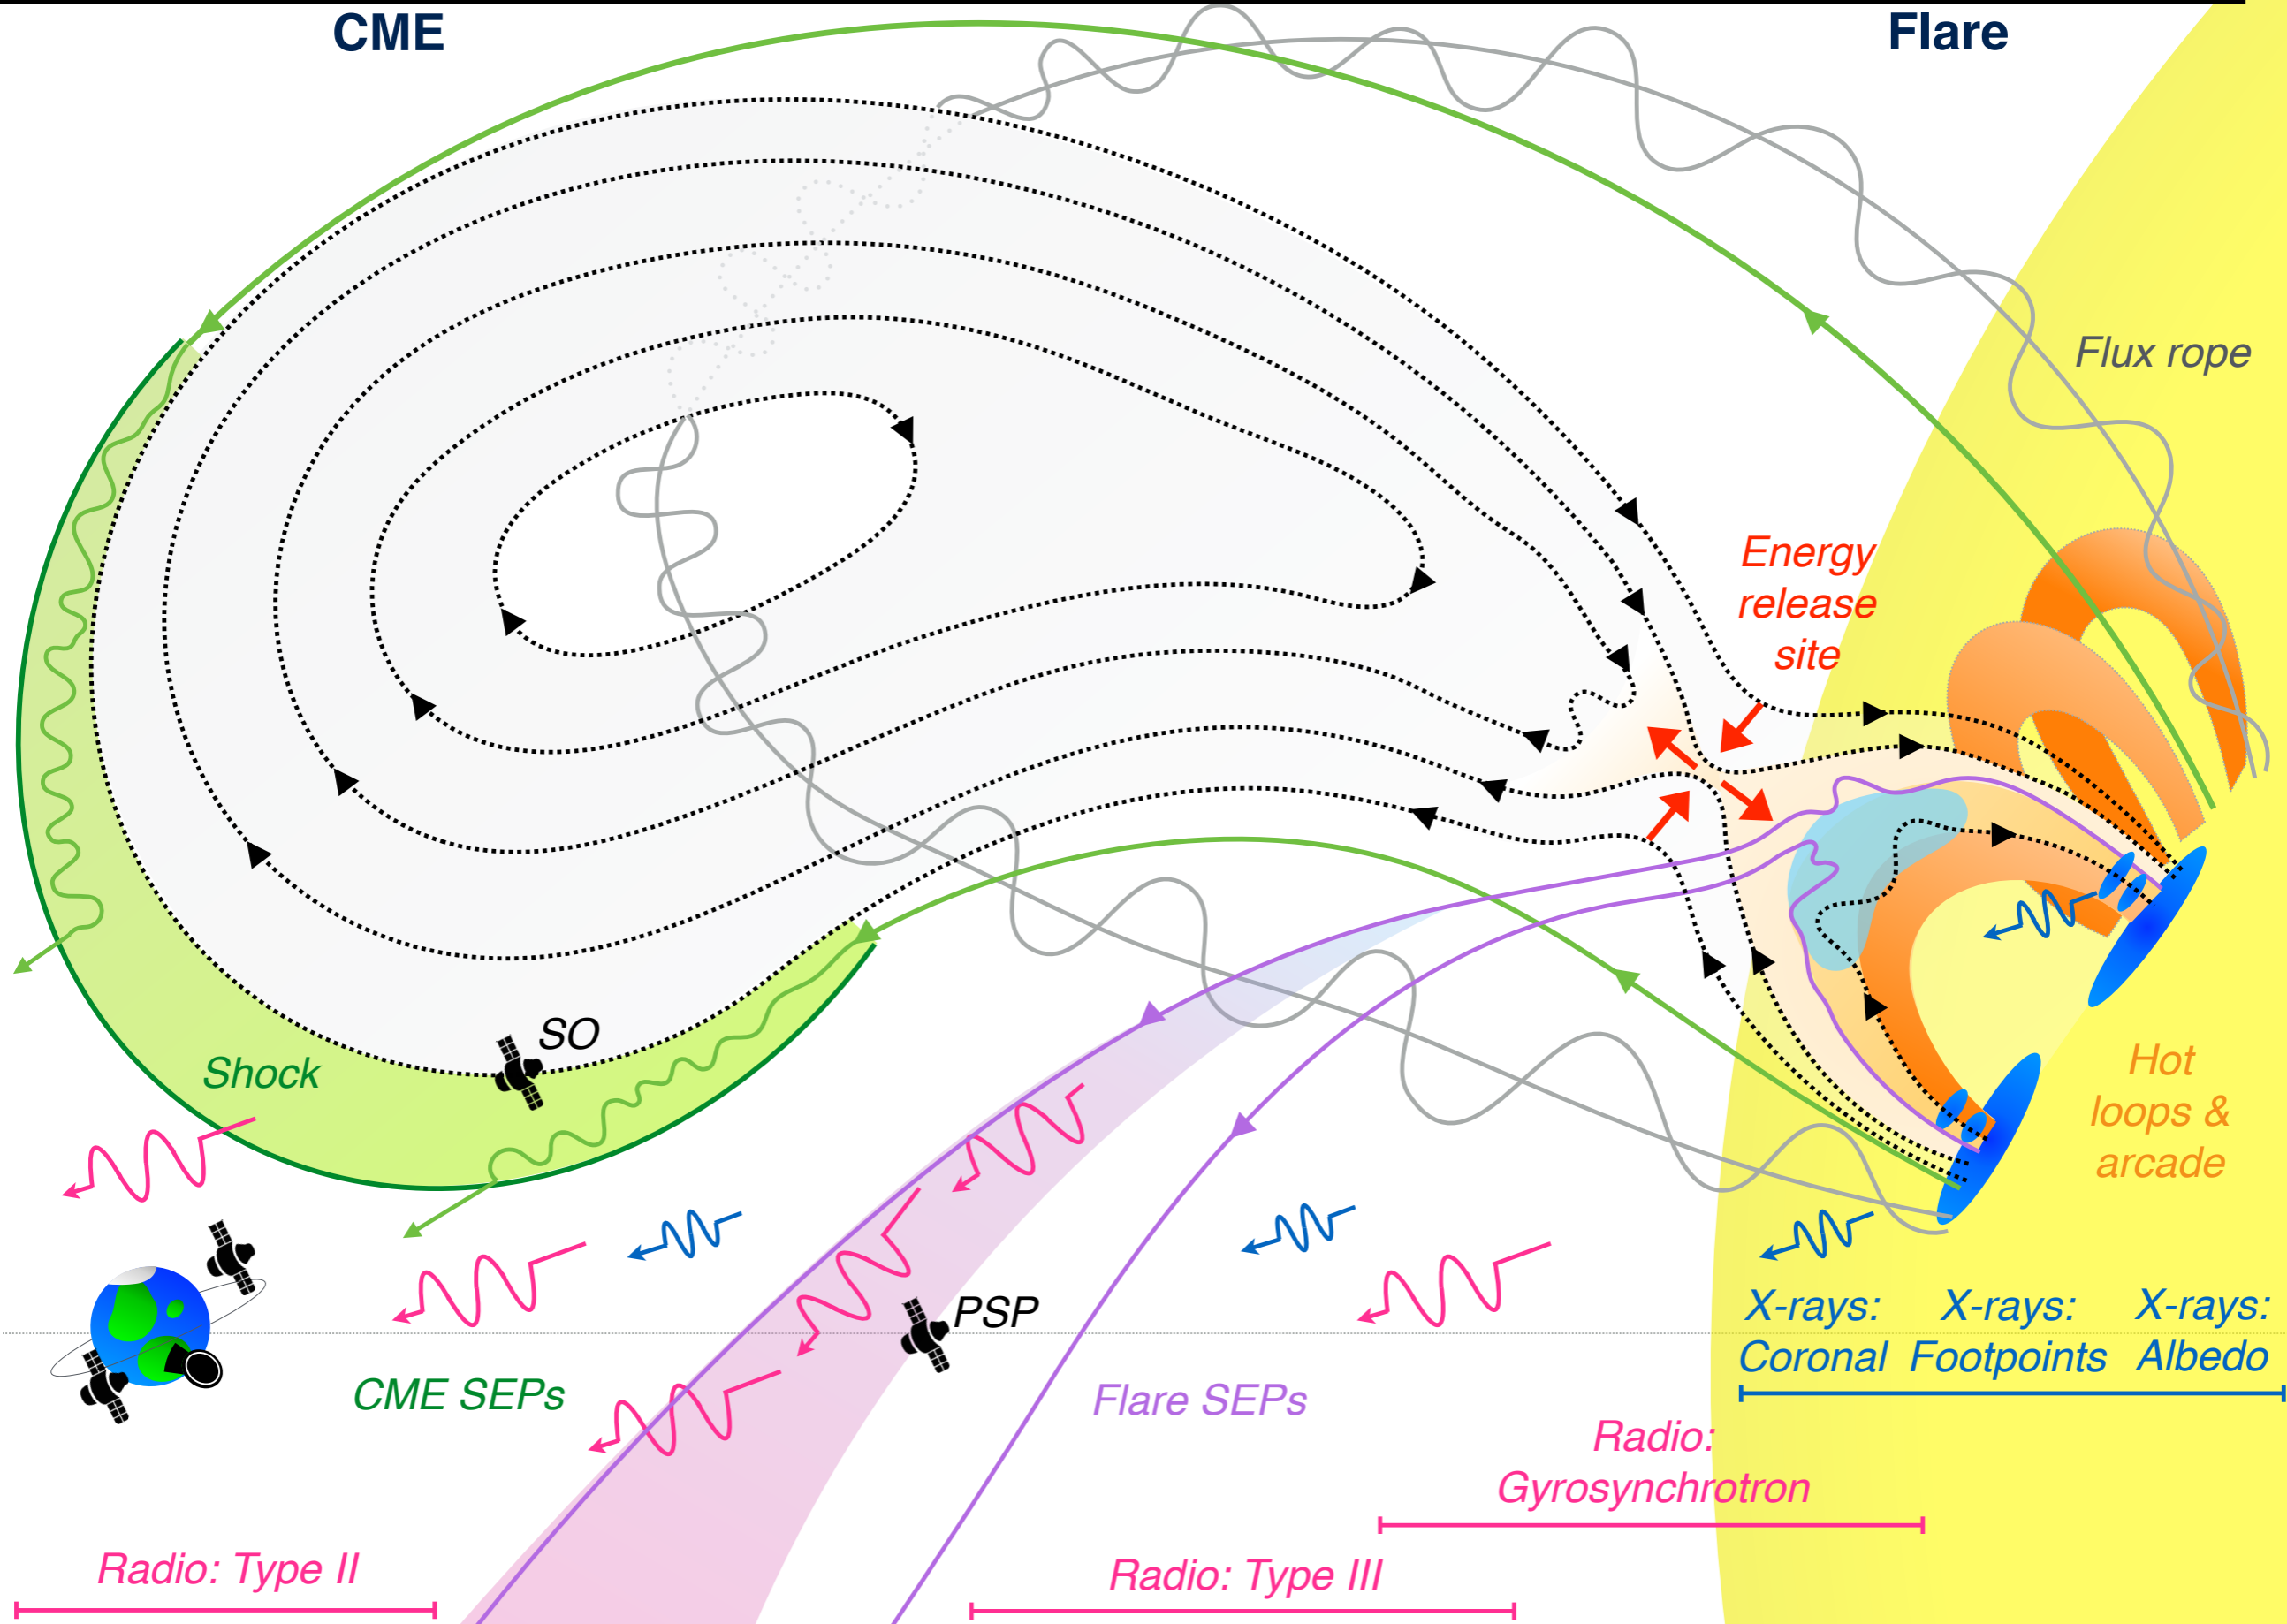 CME
Flare
Flux rope
Energy
release
site
SO
Shock
Hot
loops &
arcade
PSP
X-rays:
Coronal
X-rays:
Footpoints
X-rays:
Albedo
CME SEPs
Flare SEPs
Radio:
Gyrosynchrotron
Radio: Type II
Radio: Type III